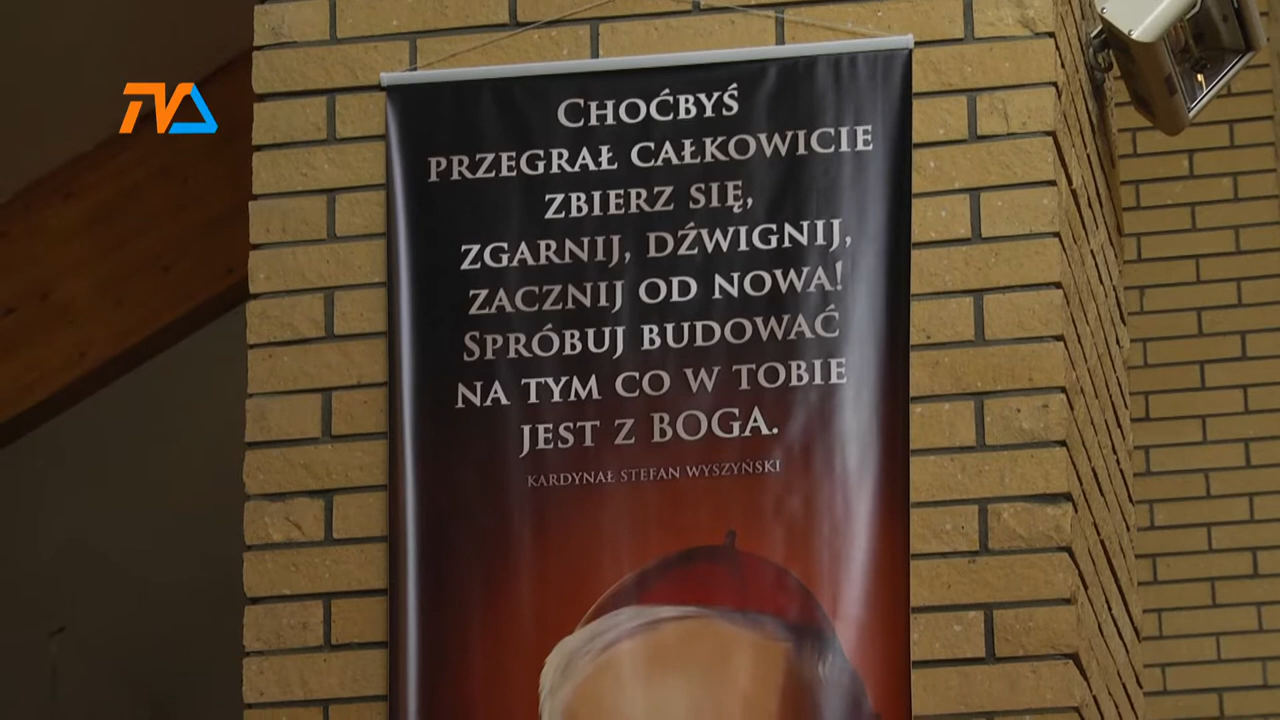 TVA
Choćbyś
przegrał całkowicie
zbierz się,
zgarnij, dźwignij,
zacznij od nowa!
Spróbuj budować
na tym co w tobie
jest z BOGA.
kardynał Stefan Wyszyński